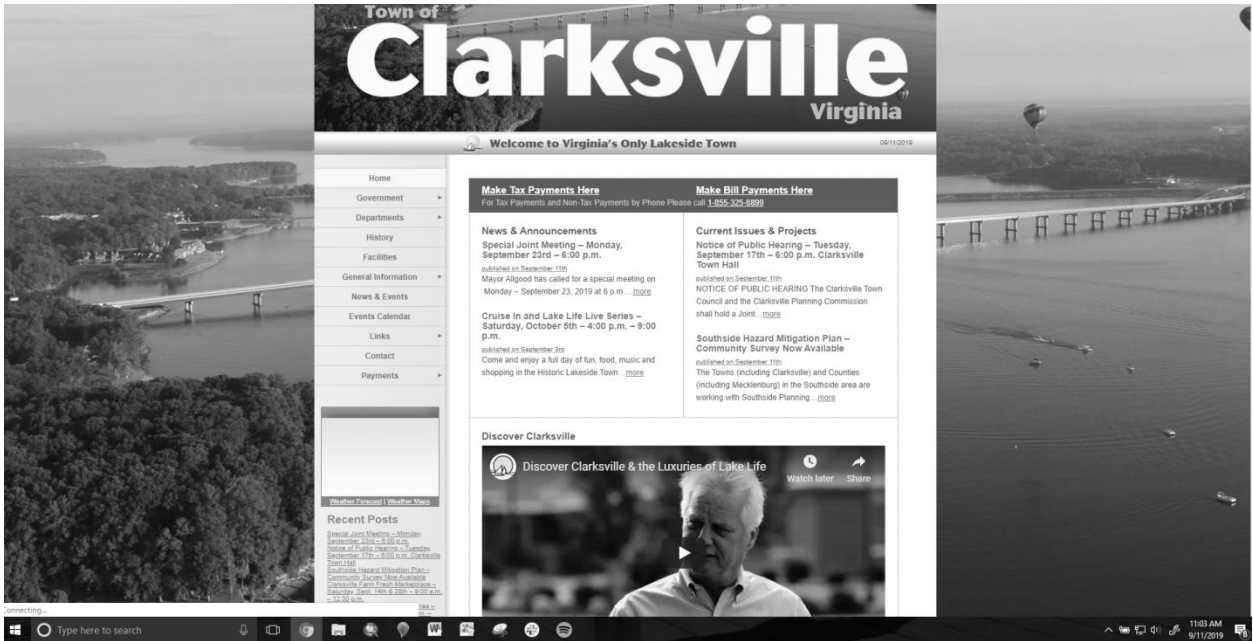 Town of
Clarksville
Virginia
Welcome to Virginia's Only Lakeside Town
09/11/2019
Home
Government
Departments
History
Facilities
General Information
News & Events
Events Calendar
Links
Contact
Payments
Weather Forecast | Weather Maps
Recent Posts
Special Joint Meeting – Monday,
September 23rd – 6:00 p.m.
Notice of Public Hearing – Tuesday,
September 17th – 6:00 p.m. Clarksville
Town Hall
Southside Hazard Mitigation Plan –
Community Survey Now Available
Clarksville Farm Fresh Marketplace –
Saturday, Sept. 14th & 28th – 9:00 a.m.
– 12:30 p.m.
Make Tax Payments Here
Make Bill Payments Here
For Tax Payments and Non-Tax Payments by Phone Please call 1-855-325-8899
News & Announcements
Special Joint Meeting – Monday,
September 23rd – 6:00 p.m.
published on September 11th
Mayor Allgood has called for a special meeting on
Monday – September 23, 2019 at 6 p.m....more
Cruise In and Lake Life Live Series –
Saturday, October 5th – 4:00 p.m. – 9:00
p.m.
published on September 3rd
Come and enjoy a full day of fun, food, music and
shopping in the Historic Lakeside Town...more
Current Issues & Projects
Notice of Public Hearing – Tuesday,
September 17th – 6:00 p.m. Clarksville
Town Hall
published on September 11th
NOTICE OF PUBLIC HEARING The Clarksville Town
Council and the Clarksville Planning Commission
shall hold a Joint...more
Southside Hazard Mitigation Plan –
Community Survey Now Available
published on September 11th
The Towns (including Clarksville) and Counties
(including Mecklenburg) in the Southside area are
working with Southside Planning...more
Discover Clarksville
Discover Clarksville & the Luxuries of Lake Life
Watch later
Share
Connecting...
Type here to search
11:03 AM
9/11/2019